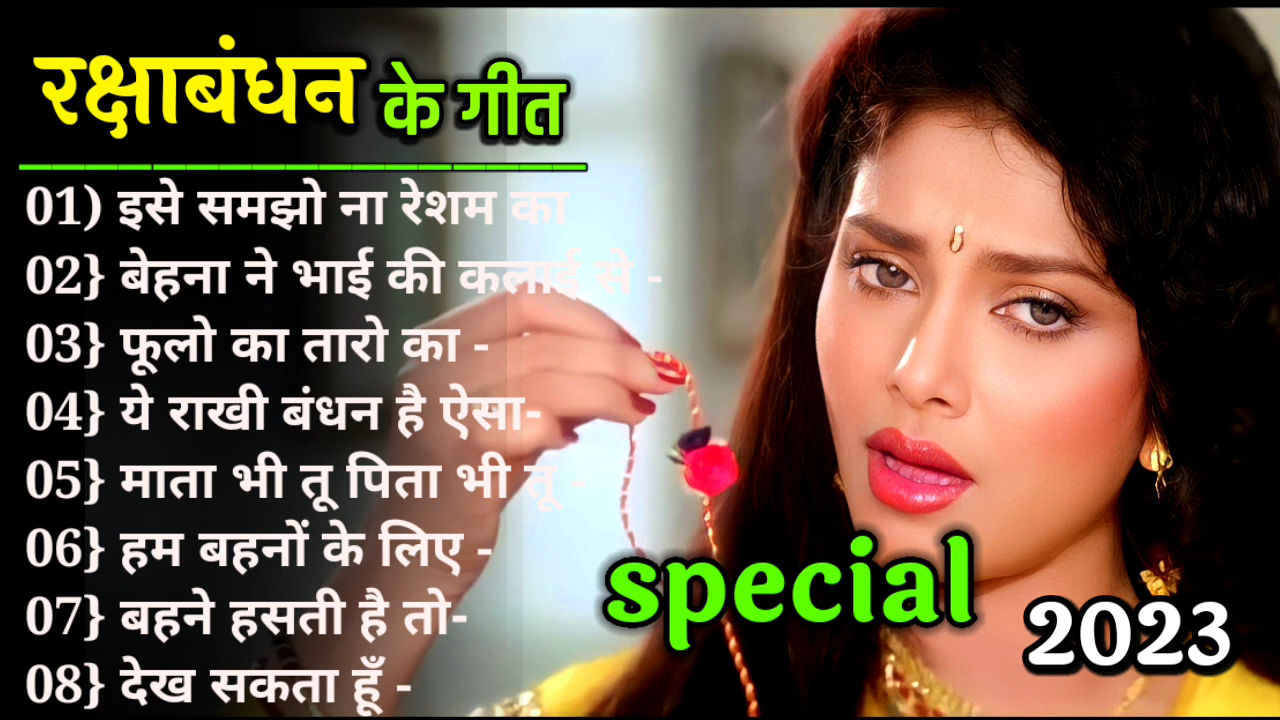 रक्षाबंधन के गीत
01) इसे समझो ना रेशम का
02} बेहना ने भाई की कलाई से -
03} फूलो का तारो का -
04} ये राखी बंधन है ऐसा-
05} माता भी तू पिता भी तू -
06} हम बहनों के लिए -
07} बहने हसती है तो-
08} देख सकता हूँ -
special
2023